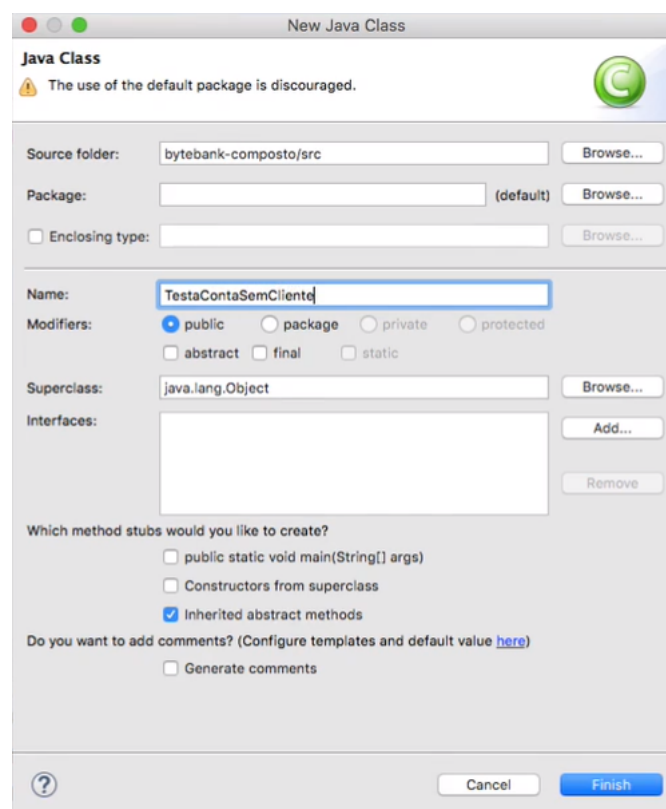 New Java Class
Java Class
The use of the default package is discouraged.
C
Source folder: bytebank-composto/src Browse...
Package: (default) Browse...
Enclosing type: Browse...
Name: TestaContaSemCliente
Modifiers: public package private protected
abstract final static
Superclass: java.lang.Object Browse...
Interfaces: Add...
Remove
Which method stubs would you like to create?
public static void main(String[] args)
Constructors from superclass
Inherited abstract methods
Do you want to add comments? (Configure templates and default value here)
Generate comments
? Cancel Finish